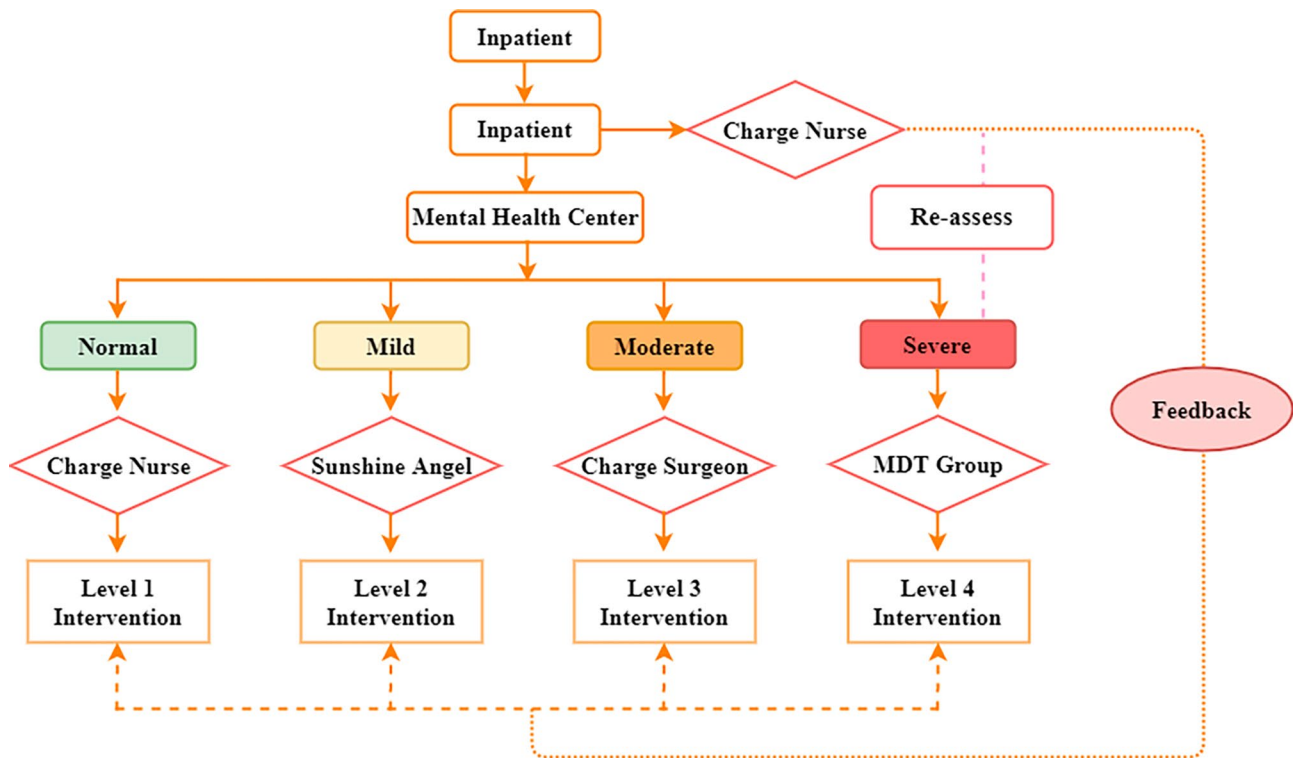 Inpatient
Inpatient
Charge Nurse
Mental Health Center
Re-assess
Normal
Mild
Moderate
Severe
Feedback
Charge Nurse
Sunshine Angel
Charge Surgeon
MDT Group
Level 1
Intervention
Level 2
Intervention
Level 3
Intervention
Level 4
Intervention